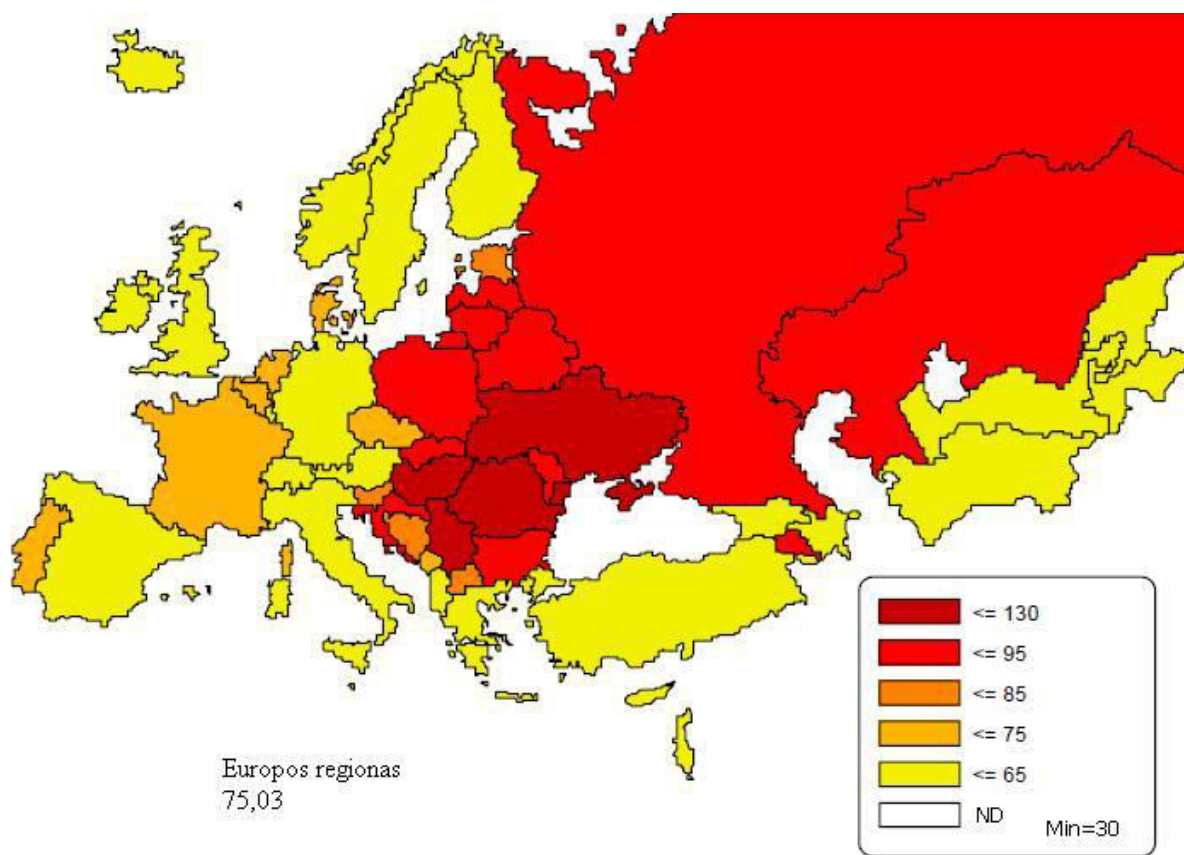 <= 130
<= 95
<= 85
<= 75
<= 65
ND
Min=30
Europos regionas
75,03